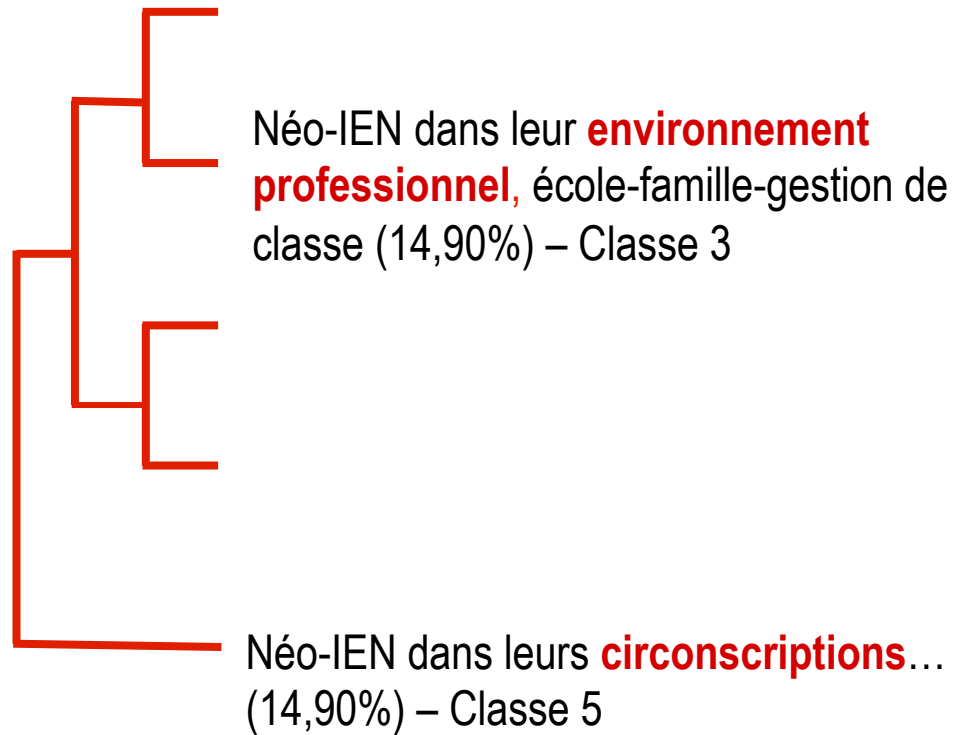 Néo-IEN dans leur environnement
professionnel, école-famille-gestion de
classe (14,90%) – Classe 3
Néo-IEN dans leurs circonscriptions…
(14,90%) – Classe 5